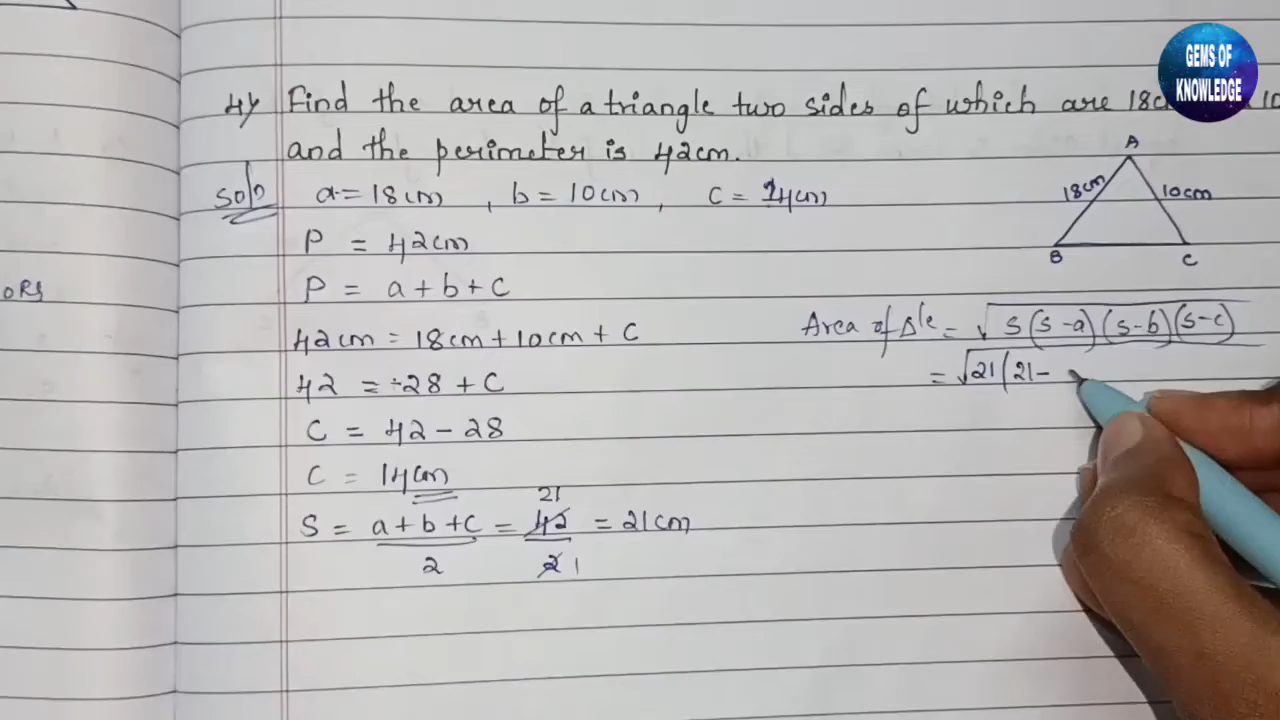 GEMS OF
KNOWLEDGE
4) Find the area of a triangle two sides of which are 18cm
and the perimeter is 42cm.
Soln a = 18cm , b = 10cm , c = 14cm
P = 42cm
P = a + b + c
42cm = 18cm + 10cm + c
42 = 28 + c
c = 42 - 28
c = 14cm
S = a + b + c / 2 = 42 / 2 = 21cm
21
1
A
18cm 10cm
B C
Area of Δle = √S(S-a)(S-b)(S-c)
= √21(21-
ORS